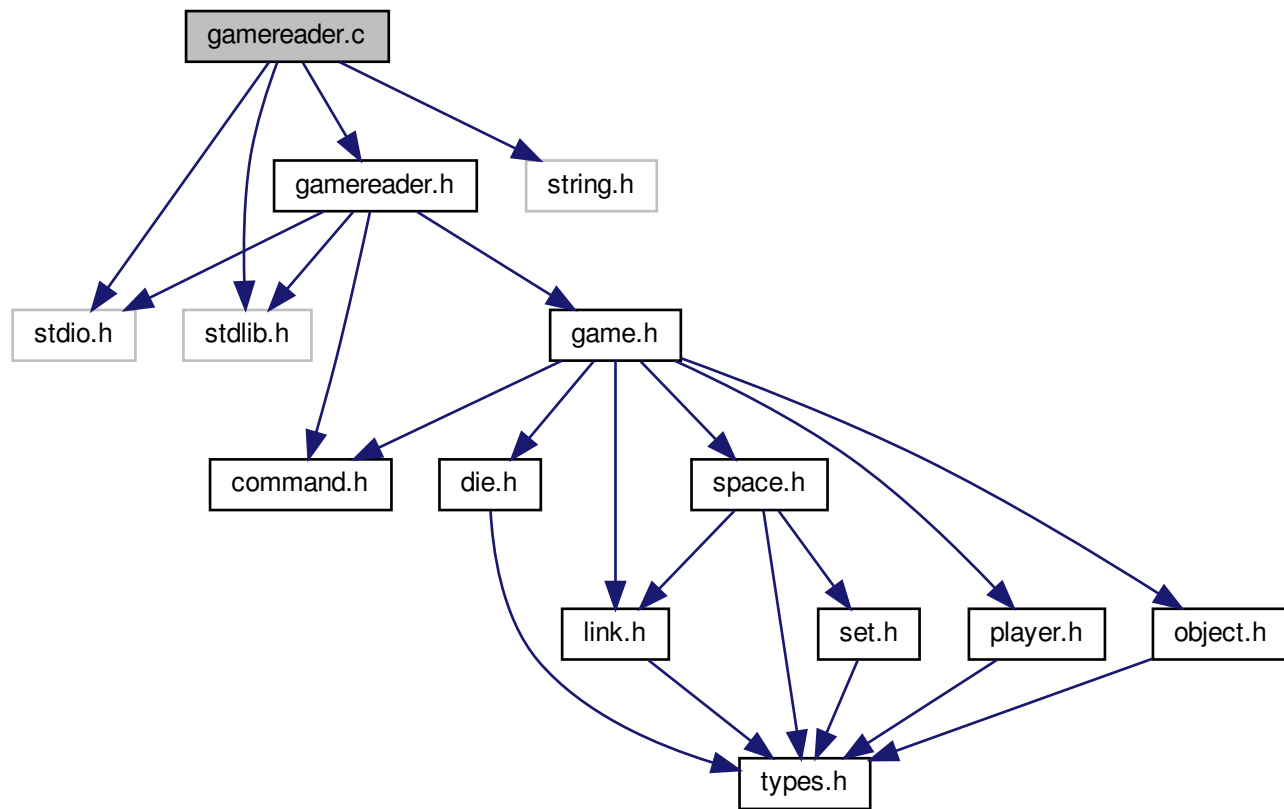 gamereader.c
gamereader.h
string.h
stdio.h
stdlib.h
game.h
command.h
die.h
space.h
link.h
set.h
player.h
object.h
types.h